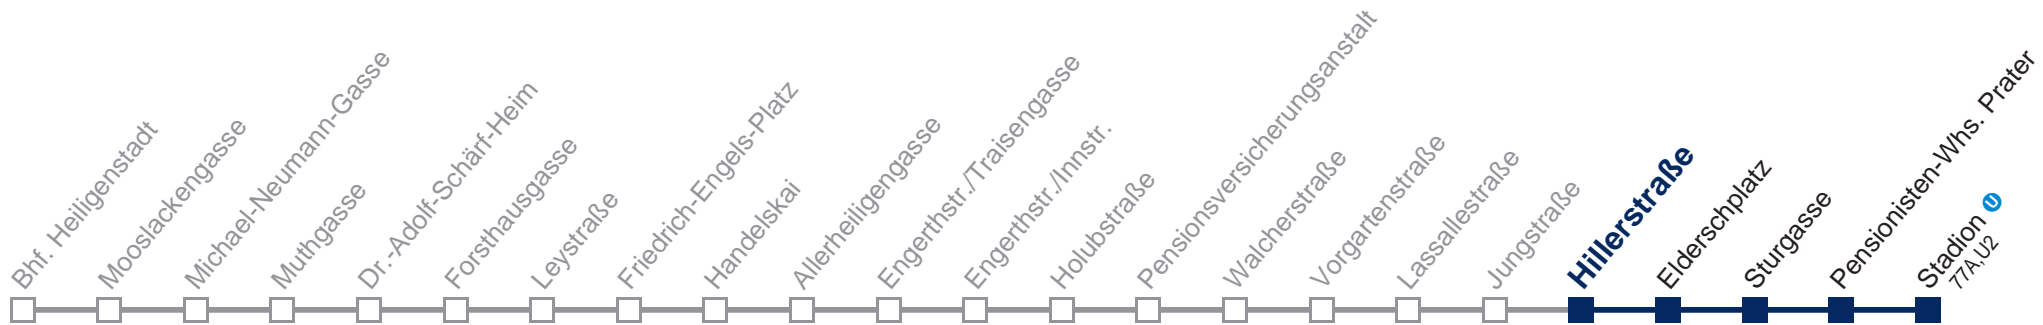 Bhf. Heiligenstadt
Mooslackengasse
Michael-Neumann-Gasse
Muthgasse
Dr.-Adolf-Schärf-Heim
Forsthausgasse
Leystraße
Friedrich-Engels-Platz
Handelskai
Allerheiligengasse
Engerthstr./Traisengasse
Engerthstr./Innstr.
Holubstraße
Pensionsversicherungsanstalt
Walcherstraße
Vorgartenstraße
Lassallestraße
Jungstraße
Hillerstraße
Elderschplatz
Sturgasse
Pensionisten-Whs. Prater
Stadion U
77A,U2